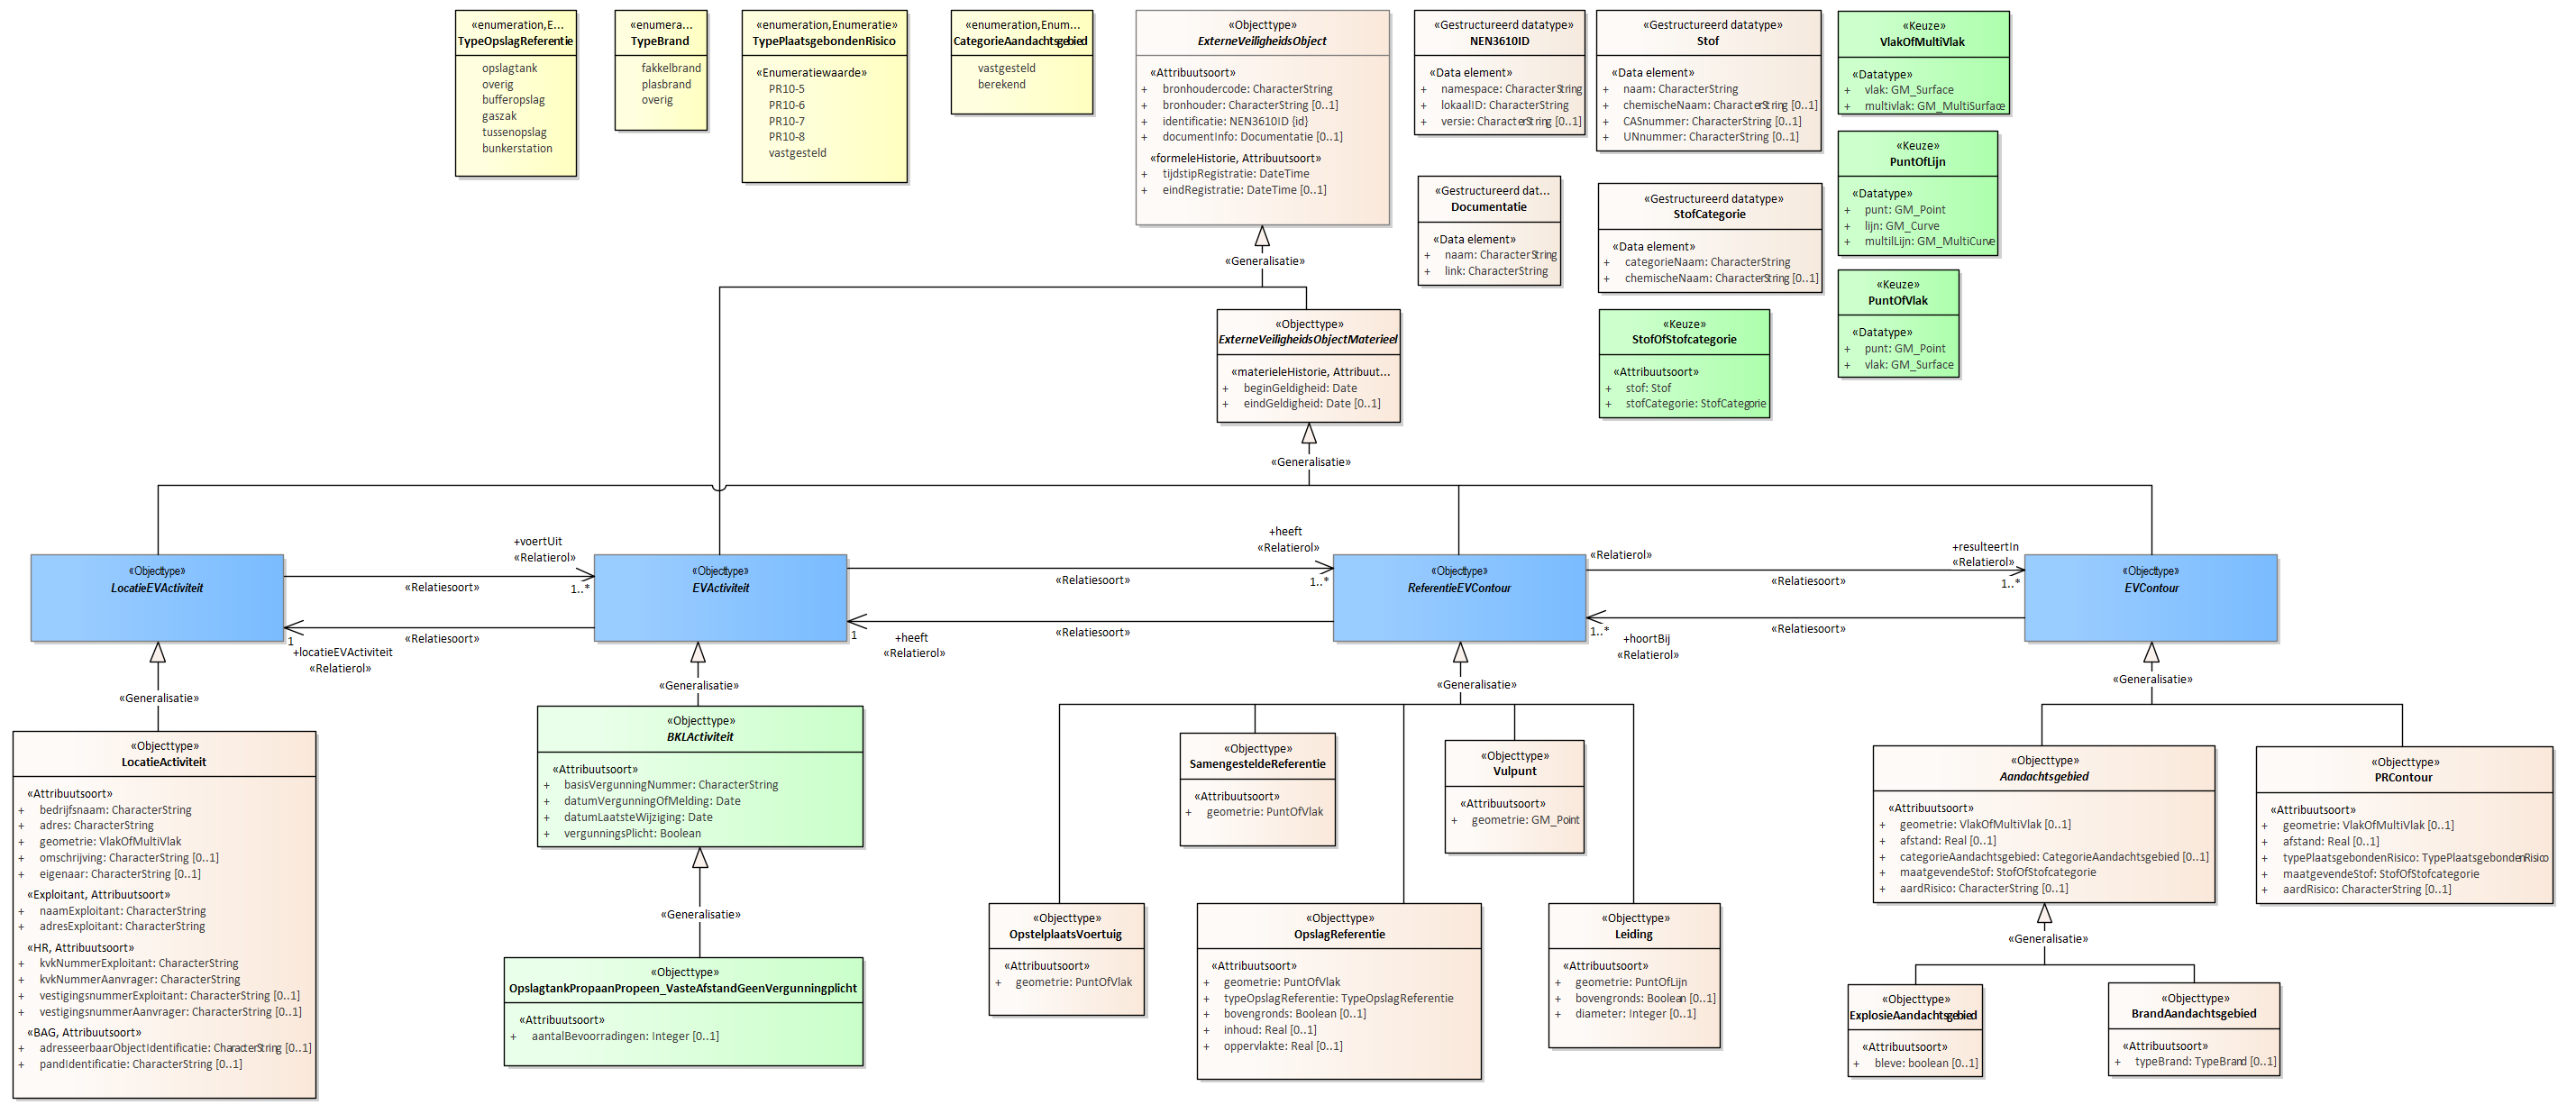 «enumeration,E...
TypeOpslagReferentie
opslagtank
overig
bufferopslag
gaszak
tussenopslag
bunkerstation
«enumera...
TypeBrand
fakkelbrand
plasbrand
overig
«enumeration,Enumeratie»
TypePlaatsgebondenRisico
«Enumeratiewaarde»
PR10-5
PR10-6
PR10-7
PR10-8
vastgesteld
«enumeration,Enum...
CategorieAandachtsgebied
vastgesteld
berekend
«Objecttype»
ExterneVeiligheidsObject
«Attribuutsoort»
+ bronhoudercode: CharacterString
+ bronhouder: CharacterString [0..1]
+ identificatie: NEN3610ID {id}
+ documentInfo: Documentatie [0..1]
«formeleHistorie, Attribuutsoort»
+ tijdstipRegistratie: DateTime
+ eindRegistratie: DateTime [0..1]
«Gestructureerd datatype»
NEN3610ID
«Data element»
+ namespace: CharacterString
+ lokaalID: CharacterString
+ versie: CharacterString [0..1]
«Gestructureerd datatype»
Stof
«Data element»
+ naam: CharacterString
+ chemischeNaam: CharacterString [0..1]
+ CASnummer: CharacterString [0..1]
+ UNnummer: CharacterString [0..1]
«Keuze»
VlakOfMultiVlak
«Datatype»
+ vlak: GM_Surface
+ multivlak: GM_MultiSurface
«Keuze»
PuntOfLijn
«Datatype»
+ punt: GM_Point
+ lijn: GM_Curve
+ multilLijn: GM_MultiCurve
«Gestructureerd dat...
Documentatie
«Data element»
+ naam: CharacterString
+ link: CharacterString
«Gestructureerd datatype»
StofCategorie
«Data element»
+ categorieNaam: CharacterString
+ chemischeNaam: CharacterString [0..1]
«Keuze»
PuntOfVlak
«Datatype»
+ punt: GM_Point
+ vlak: GM_Surface
«Keuze»
StofOfStofcategorie
«Attribuutsoort»
+ stof: Stof
+ stofCategorie: StofCategorie
«Generalisatie»
«Objecttype»
ExterneVeiligheidsObjectMaterieel
«materieleHistorie, Attribuut...
+ beginGeldigheid: Date
+ eindGeldigheid: Date [0..1]
«Generalisatie»
«Objecttype»
LocatieEVActiviteit
+voertUit
«Relatierol»
1..*
«Relatiesoort»
«Relatiesoort»
1
+locatieEVActiviteit
«Relatierol»
«Objecttype»
EVActiviteit
+heeft
«Relatierol»
1..*
«Relatiesoort»
«Relatiesoort»
1
+heeft
«Relatierol»
«Objecttype»
ReferentieEVContour
«Relatierol»
+resulteertIn
«Relatierol»
1..*
«Relatiesoort»
«Relatiesoort»
1..*
+hoortBij
«Relatierol»
«Objecttype»
EVContour
«Generalisatie»
«Generalisatie»
«Generalisatie»
«Generalisatie»
«Objecttype»
LocatieActiviteit
«Attribuutsoort»
+ bedrijfsnaam: CharacterString
+ adres: CharacterString
+ geometrie: VlakOfMultiVlak
+ omschrijving: CharacterString [0..1]
+ eigenaar: CharacterString [0..1]
«Exploitant, Attribuutsoort»
+ naamExploitant: CharacterString
+ adresExploitant: CharacterString
«HR, Attribuutsoort»
+ kvkNummerExploitant: CharacterString
+ kvkNummerAanvrager: CharacterString
+ vestigingsnummerExploitant: CharacterString [0..1]
+ vestigingsnummerAanvrager: CharacterString [0..1]
«BAG, Attribuutsoort»
+ adresseerbaarObjectIdentificatie: CharacterString [0..1]
+ pandIdentificatie: CharacterString [0..1]
«Objecttype»
BKLActiviteit
«Attribuutsoort»
+ basisVergunningNummer: CharacterString
+ datumVergunningOfMelding: Date
+ datumLaatsteWijziging: Date
+ vergunningsPlicht: Boolean
«Generalisatie»
«Objecttype»
OpslagtankPropaanPropeen_VasteAfstandGeenVergunningplicht
«Attribuutsoort»
+ aantalBevoorradingen: Integer [0..1]
«Objecttype»
SamengesteldeReferentie
«Attribuutsoort»
+ geometrie: PuntOfVlak
«Objecttype»
Vulpunt
«Attribuutsoort»
+ geometrie: GM_Point
«Objecttype»
OpstelplaatsVoertuig
«Attribuutsoort»
+ geometrie: PuntOfVlak
«Objecttype»
OpslagReferentie
«Attribuutsoort»
+ geometrie: PuntOfVlak
+ typeOpslagReferentie: TypeOpslagReferentie
+ bovengronds: Boolean [0..1]
+ inhoud: Real [0..1]
+ oppervlakte: Real [0..1]
«Objecttype»
Leiding
«Attribuutsoort»
+ geometrie: PuntOfLijn
+ bovengronds: Boolean [0..1]
+ diameter: Integer [0..1]
«Objecttype»
Aandachtsgebied
«Attribuutsoort»
+ geometrie: VlakOfMultiVlak [0..1]
+ afstand: Real [0..1]
+ categorieAandachtsgebied: CategorieAandachtsgebied [0..1]
+ maatgevendeStof: StofOfStofcategorie
+ aardRisico: CharacterString [0..1]
«Objecttype»
PRContour
«Attribuutsoort»
+ geometrie: VlakOfMultiVlak [0..1]
+ afstand: Real [0..1]
+ typePlaatsgebondenRisico: TypePlaatsgebondenRisico
+ maatgevendeStof: StofOfStofcategorie
+ aardRisico: CharacterString [0..1]
«Generalisatie»
«Objecttype»
ExplosieAandachtsgebied
«Attribuutsoort»
+ bleve: boolean [0..1]
«Objecttype»
BrandAandachtsgebied
«Attribuutsoort»
+ typeBrand: TypeBrand [0..1]